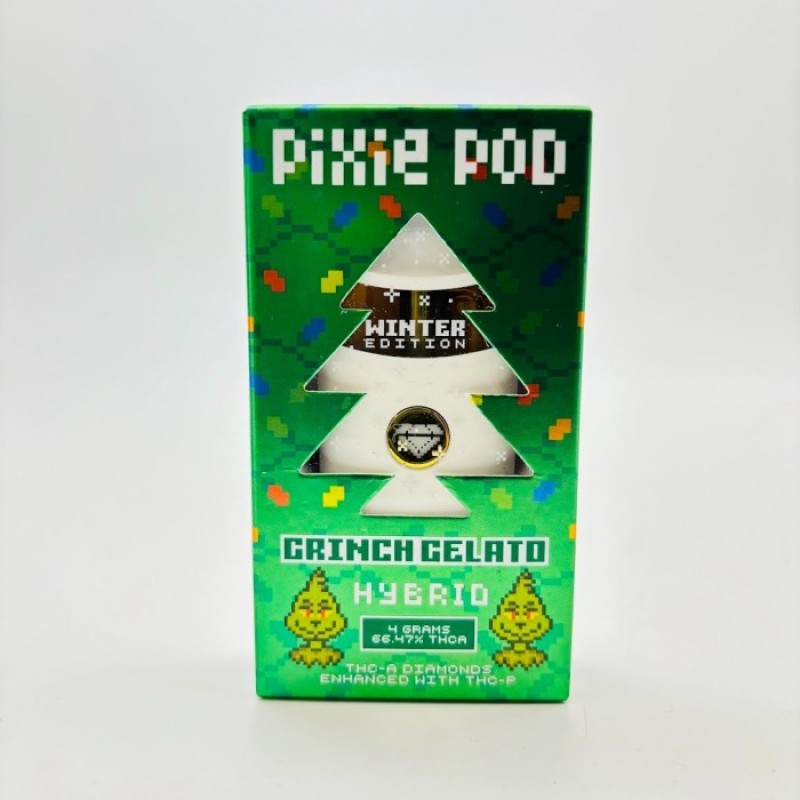 PiXie POD
WINTER
EDITION
GRINCH GELATO
HYBRID
4 GRAMS
66.47% THCA
THC-A DIAMONDS
ENHANCED WITH THC-P